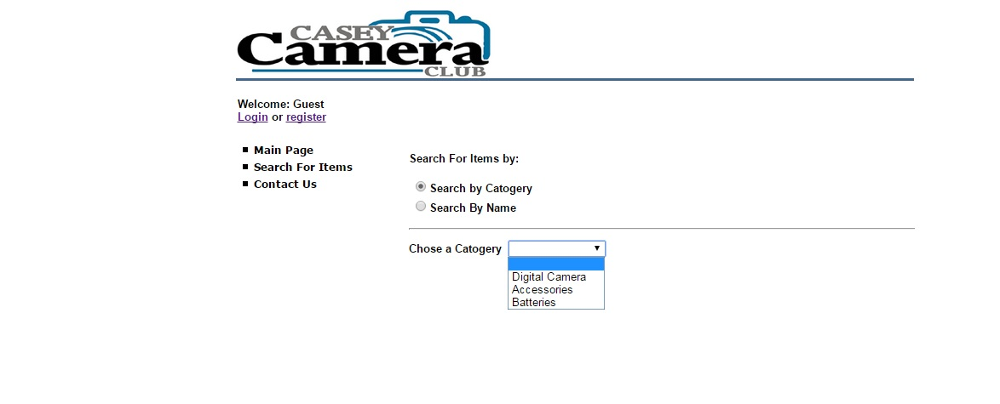 CASEY
Camera
CLUB
Welcome: Guest
Login or register
Main Page
Search For Items
Contact Us
Search For Items by:
Search by Catogery
Search By Name
Chose a Catogery
Digital Camera
Accessories
Batteries